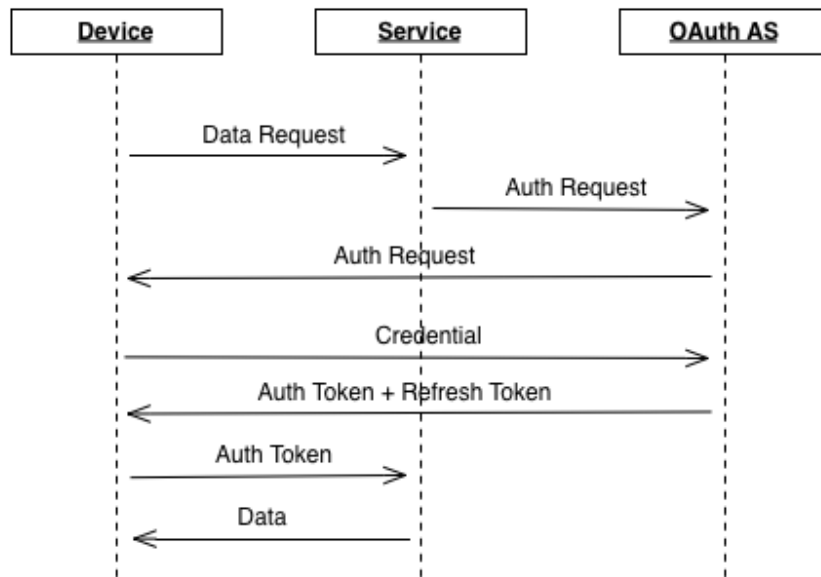 Device
Service
OAuth AS
Data Request
Auth Request
Auth Request
Credential
Auth Token + Refresh Token
Auth Token
Data